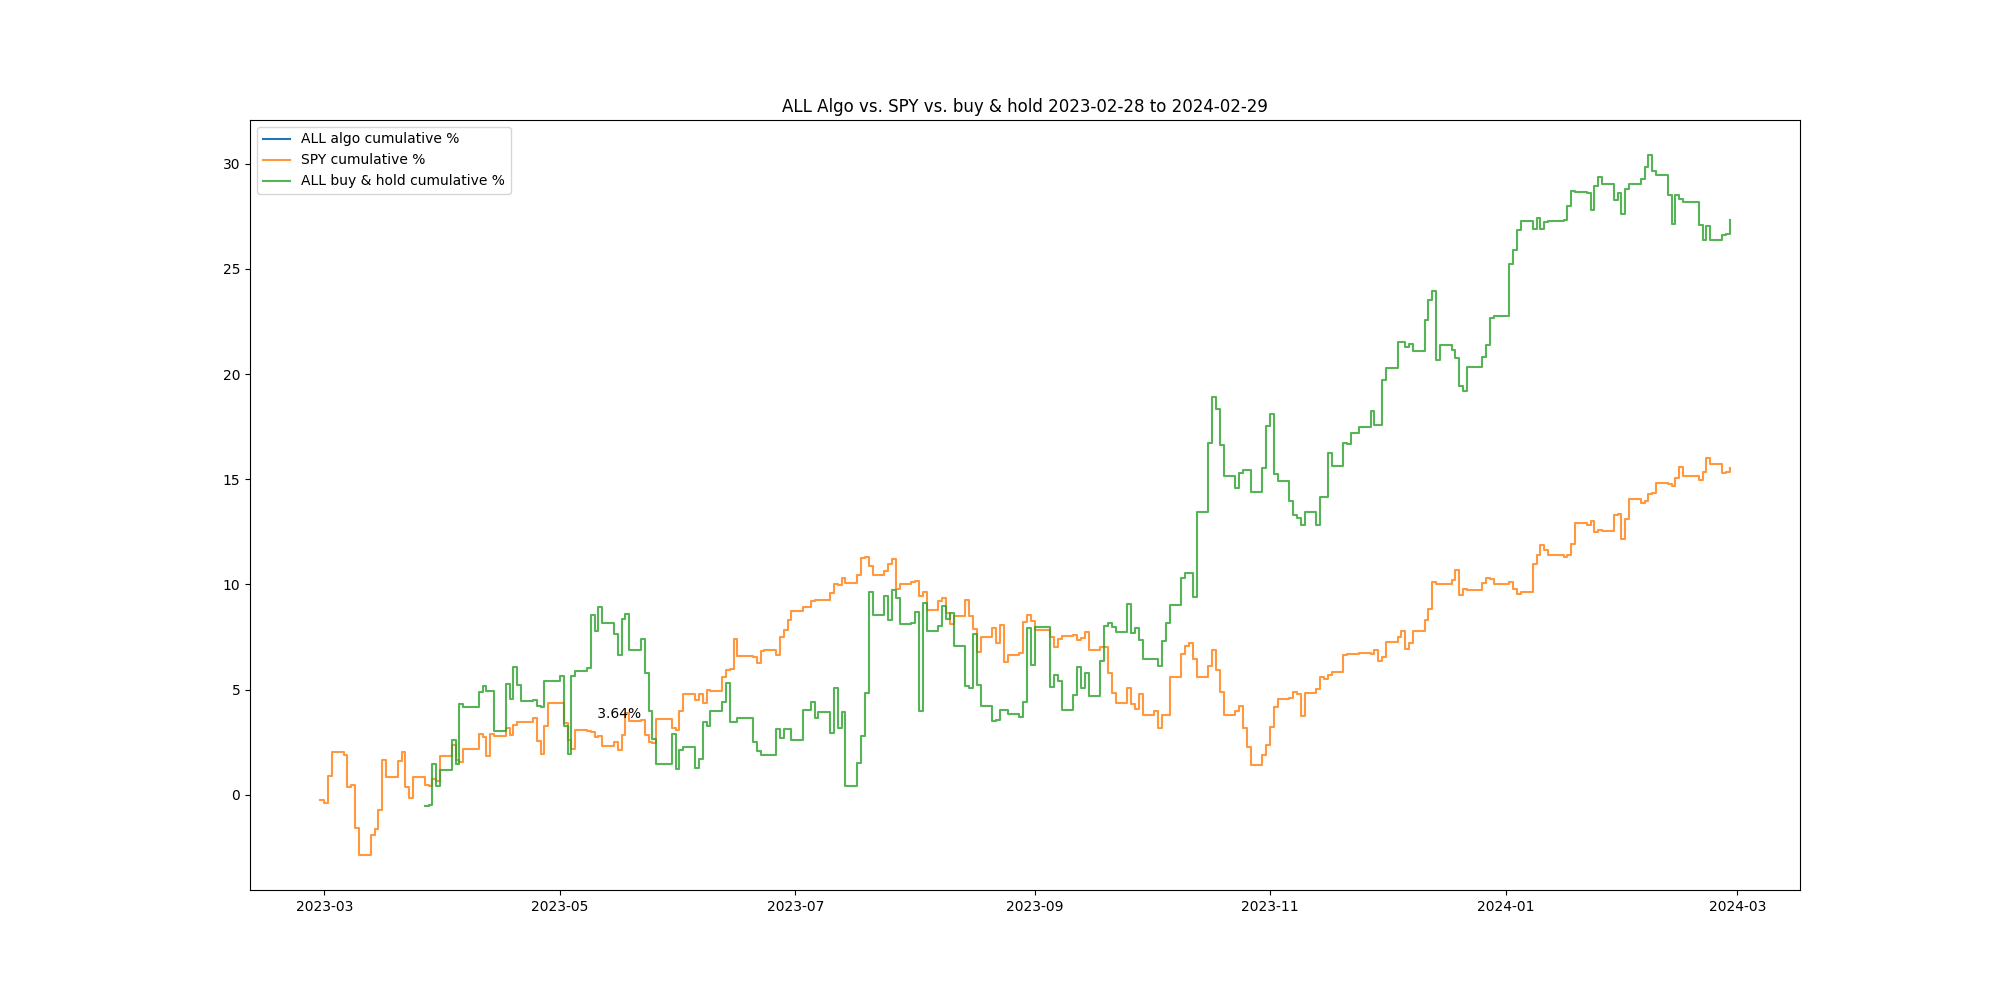 ALL Algo vs. SPY vs. buy & hold 2023-02-28 to 2024-02-29
ALL algo cumulative %
SPY cumulative %
ALL buy & hold cumulative %
30
25
20
15
10
5
0
3.64%
2023-03 2023-05 2023-07 2023-09 2023-11 2024-01 2024-03